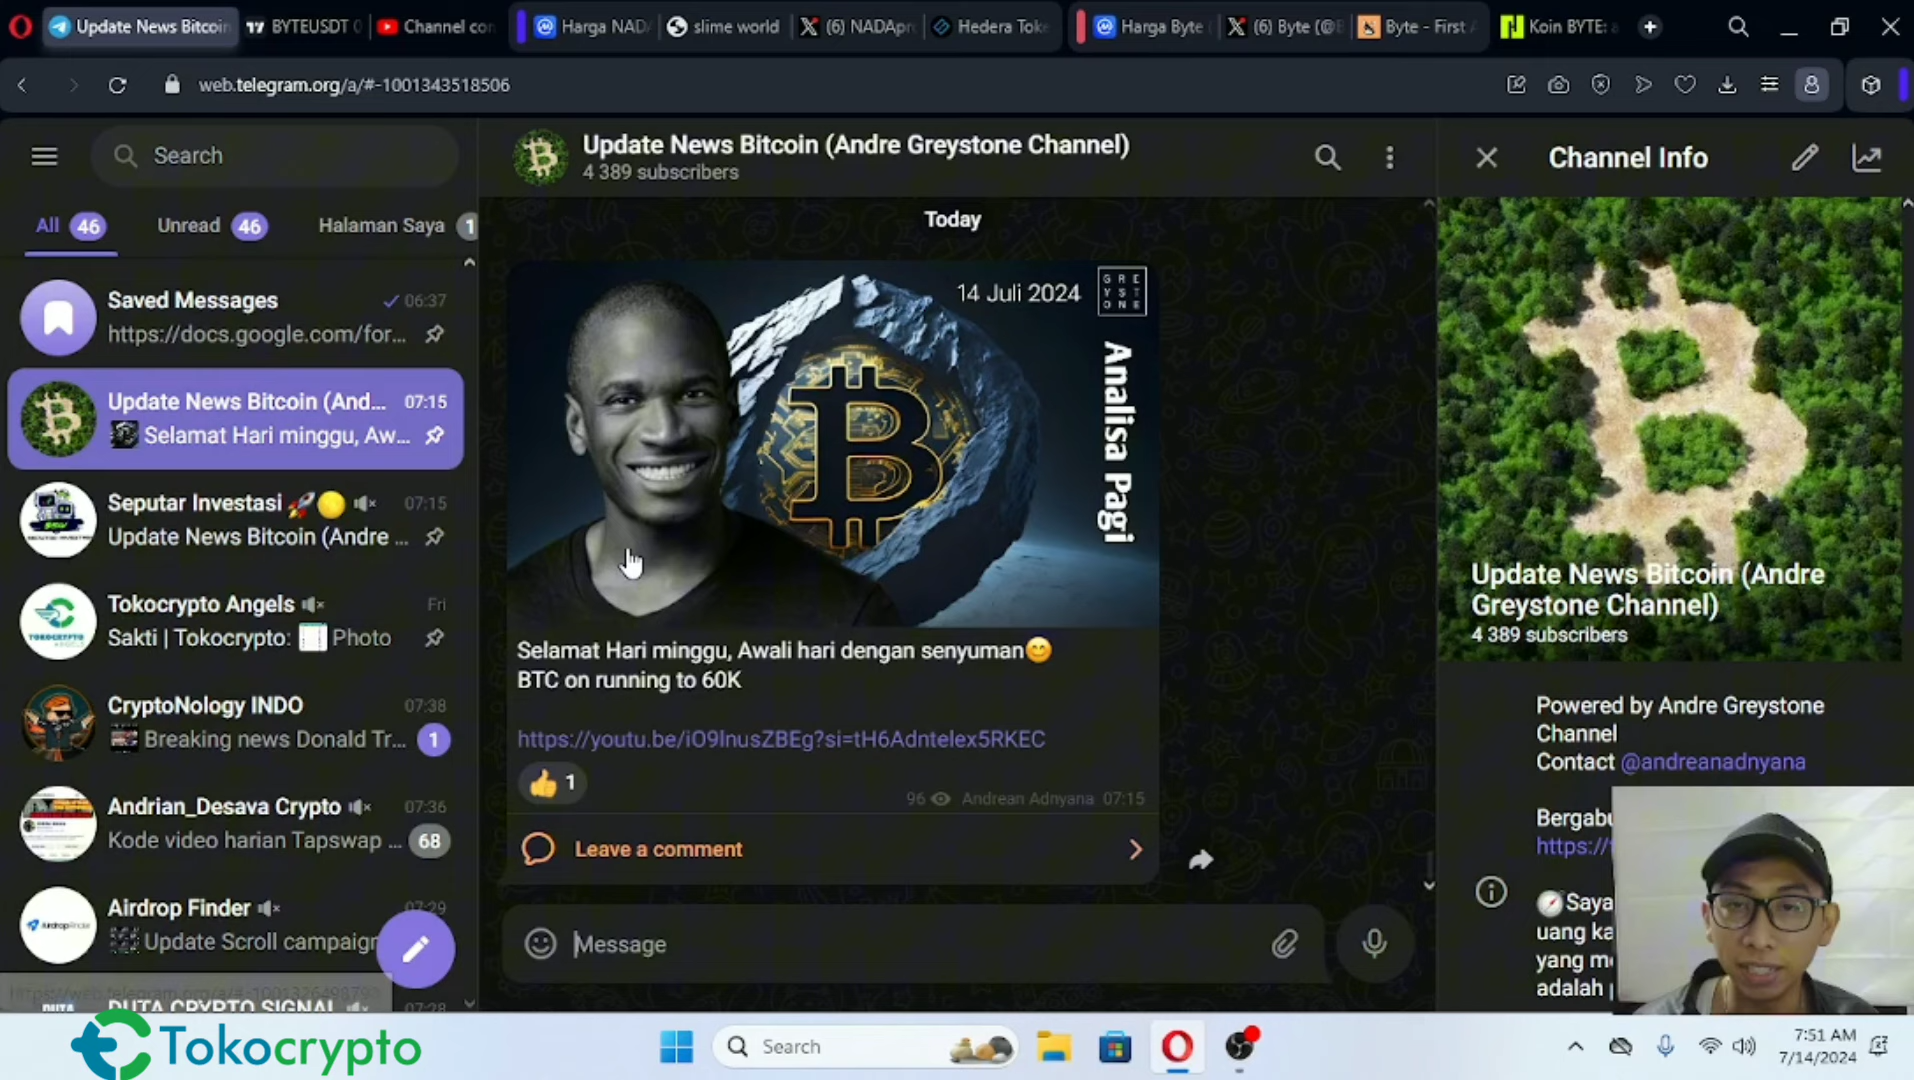 Update News Bitcoin
BYTEUSDT
Channel con
Harga NAD
slime world
(6) NADApr
Hedera Toke
Harga Byte
(6) Byte (@B
Byte - First A
Koin BYTE:
web.telegram.org/a/#-1001343518506
Search
All 46
Unread 46
Halaman Saya 1
Saved Messages 06:37
https://docs.google.com/for...
Update News Bitcoin (And... 07:15
Selamat Hari minggu, Aw...
Seputar Investasi 🚀🟡 07:15
Update News Bitcoin (Andre ...
Tokocrypto Angels Fri
Sakti | Tokocrypto: Photo
CryptoNology INDO 07:38
Breaking news Donald Tr... 1
Andrian_Desava Crypto 07:36
Kode video harian Tapswap ... 68
Airdrop Finder 07:29
Update Scroll campaign
DUTA CRYPTO SIGNAL 07:28
TOKOCRYPTO
ANGELS
Update News Bitcoin (Andre Greystone Channel)
4 389 subscribers
Today
14 Juli 2024
GRE
YST
ONE
Analisa Pagi
Selamat Hari minggu, Awali hari dengan senyuman😊
BTC on running to 60K
https://youtu.be/iO9lnusZBEg?si=tH6Adntelex5RKEC
👍 1
96 Andrean Adnyana 07:15
Leave a comment
Message
Channel Info
Update News Bitcoin (Andre
Greystone Channel)
4 389 subscribers
Powered by Andre Greystone
Channel
Contact @andreanadnyana
Bergabu
https://
🧭Saya
uang ka
yang me
adalah
Tokocrypto
Search
7:51 AM
7/14/2024